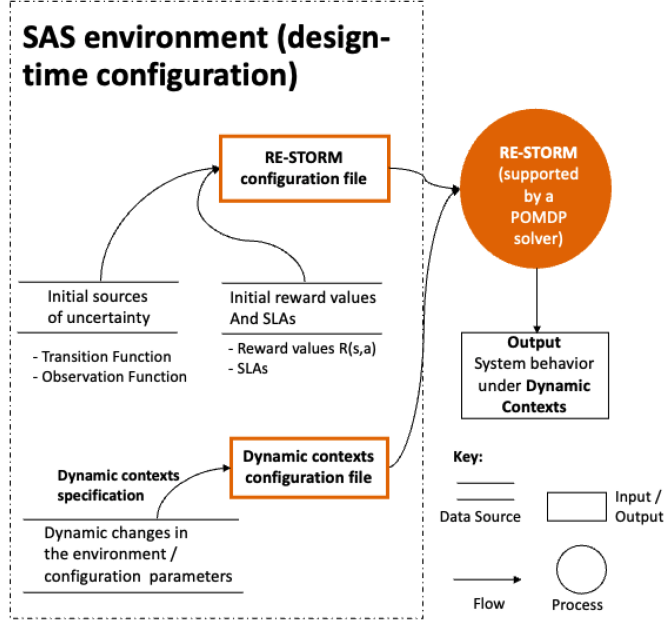 SAS environment (design-
time configuration)
RE-STORM
configuration file
RE-STORM
(supported
by a
POMDP
solver)
Initial sources
of uncertainty
- Transition Function
- Observation Function
Initial reward values
And SLAs
- Reward values R(s,a)
- SLAs
Output
System behavior
under Dynamic
Contexts
Dynamic contexts
specification
Dynamic contexts
configuration file
Dynamic changes in
the environment /
configuration parameters
Key:
Data Source
Input /
Output
Flow
Process